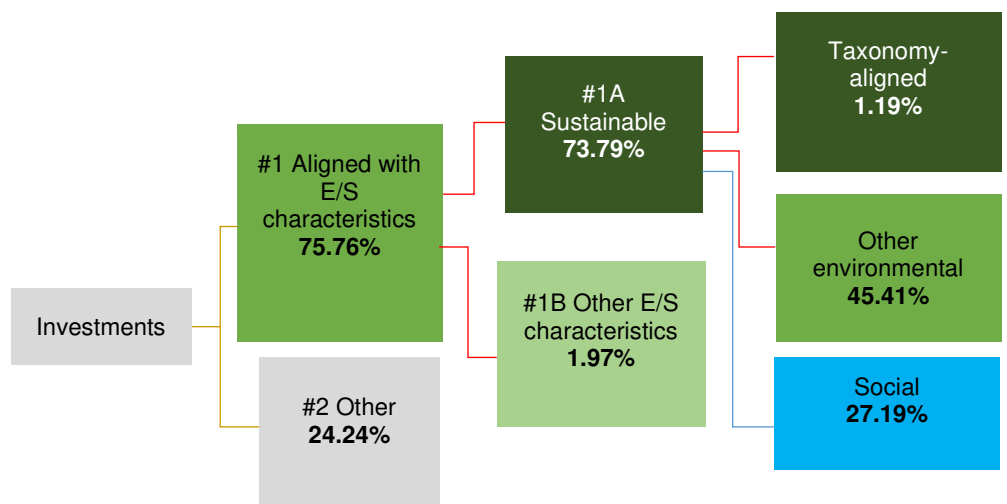 Investments
#1 Aligned with
E/S
characteristics
75.76%
#2 Other
24.24%
#1A
Sustainable
73.79%
#1B Other E/S
characteristics
1.97%
Taxonomy-
aligned
1.19%
Other
environmental
45.41%
Social
27.19%